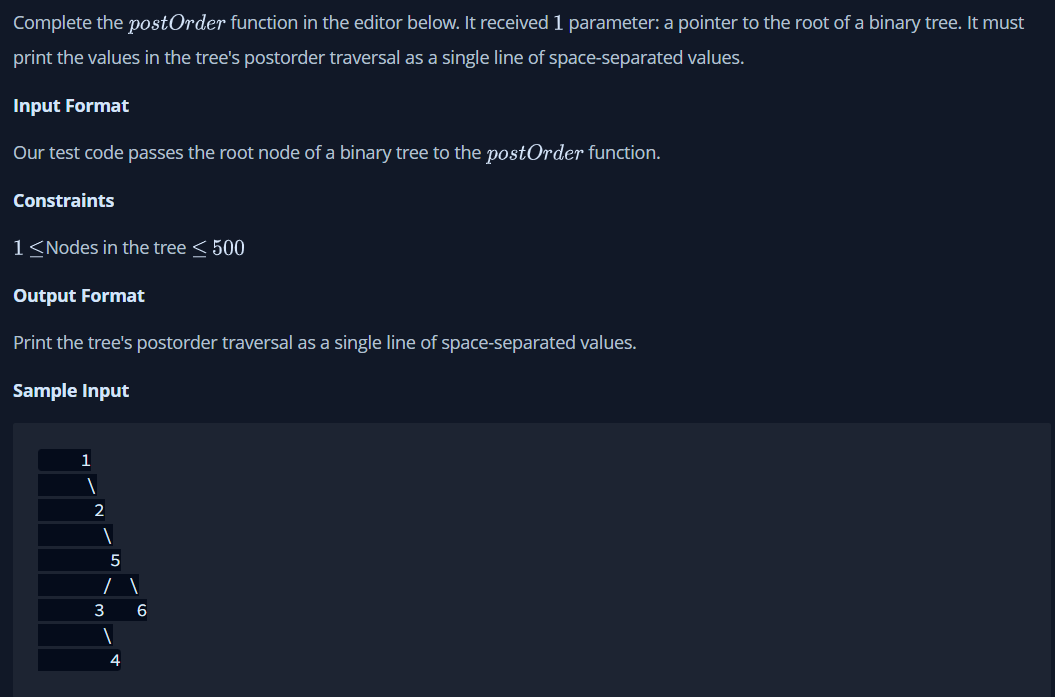 Complete the postOrder function in the editor below. It received 1 parameter: a pointer to the root of a binary tree. It must
print the values in the tree's postorder traversal as a single line of space-separated values.
Input Format
Our test code passes the root node of a binary tree to the postOrder function.
Constraints
1 ≤Nodes in the tree ≤ 500
Output Format
Print the tree's postorder traversal as a single line of space-separated values.
Sample Input
     1
      \
       2
        \
         5
        /  \
       3    6
        \
         4